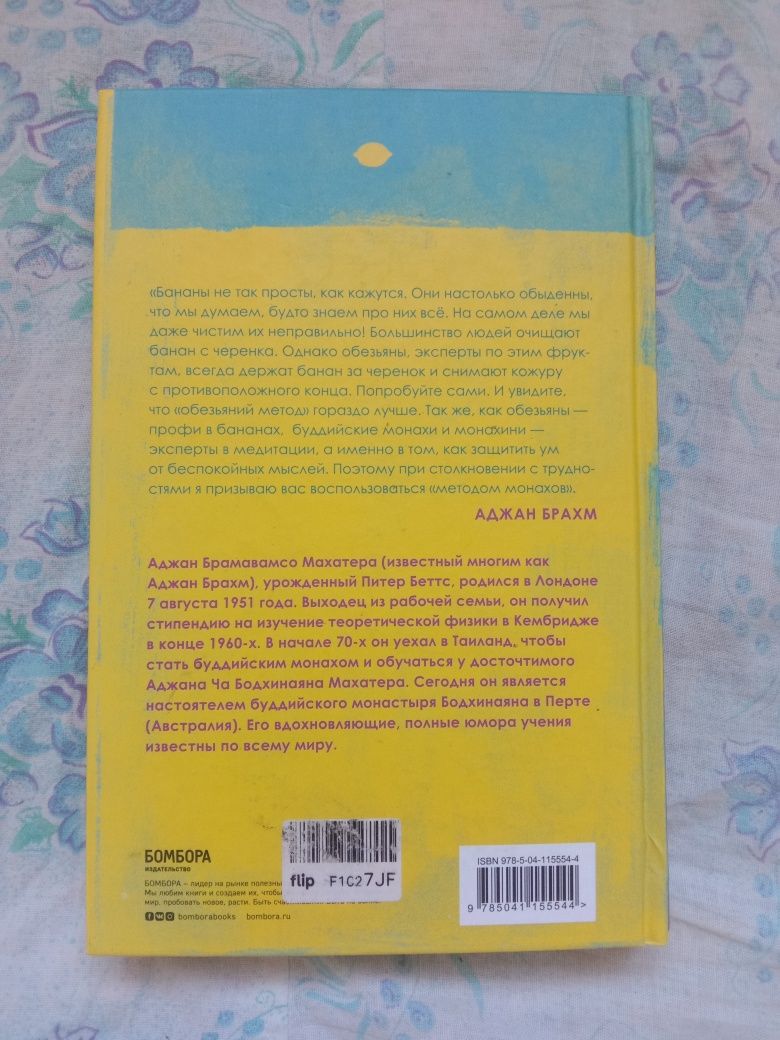 «Бананы не так просты, как кажутся. Они настолько обыденны,
что мы думаем, будто знаем про них всё. На самом деле мы
даже чистим их неправильно! Большинство людей очищают
банан с черенка. Однако обезьяны, эксперты по этим фрук-
там, всегда держат банан за черенок и снимают кожуру
с противоположного конца. Попробуйте сами. И увидите,
что «обезьяний метод» гораздо лучше. Так же, как обезьяны —
профи в бананах, буддийские монахи и монахини —
эксперты в медитации, а именно в том, как защитить ум
от беспокойных мыслей. Поэтому при столкновении с трудно-
стями я призываю вас воспользоваться «методом монахов».
АДЖАН БРАХМ
Аджан Брамавамсо Махатера (известный многим как
Аджан Брахм), урожденный Питер Беттс, родился в Лондоне
7 августа 1951 года. Выходец из рабочей семьи, он получил
стипендию на изучение теоретической физики в Кембридже
в конце 1960-х. В начале 70-х он уехал в Таиланд, чтобы
стать буддийским монахом и обучаться у досточтимого
Аджана Ча Бодхинаяна Махатера. Сегодня он является
настоятелем буддийского монастыря Бодхинаяна в Перте
(Австралия). Его вдохновляющие, полные юмора учения
известны по всему миру.
БОМБОРА
издательство
БОМБОРА – лидер на рынке полезны
Мы любим книги и создаем их, чтобы
мир, пробовать новое, расти. Быть
bomborabooks bombora.ru
flip F1C27JF
ISBN 978-5-04-115554-4
9 785041 155544 >